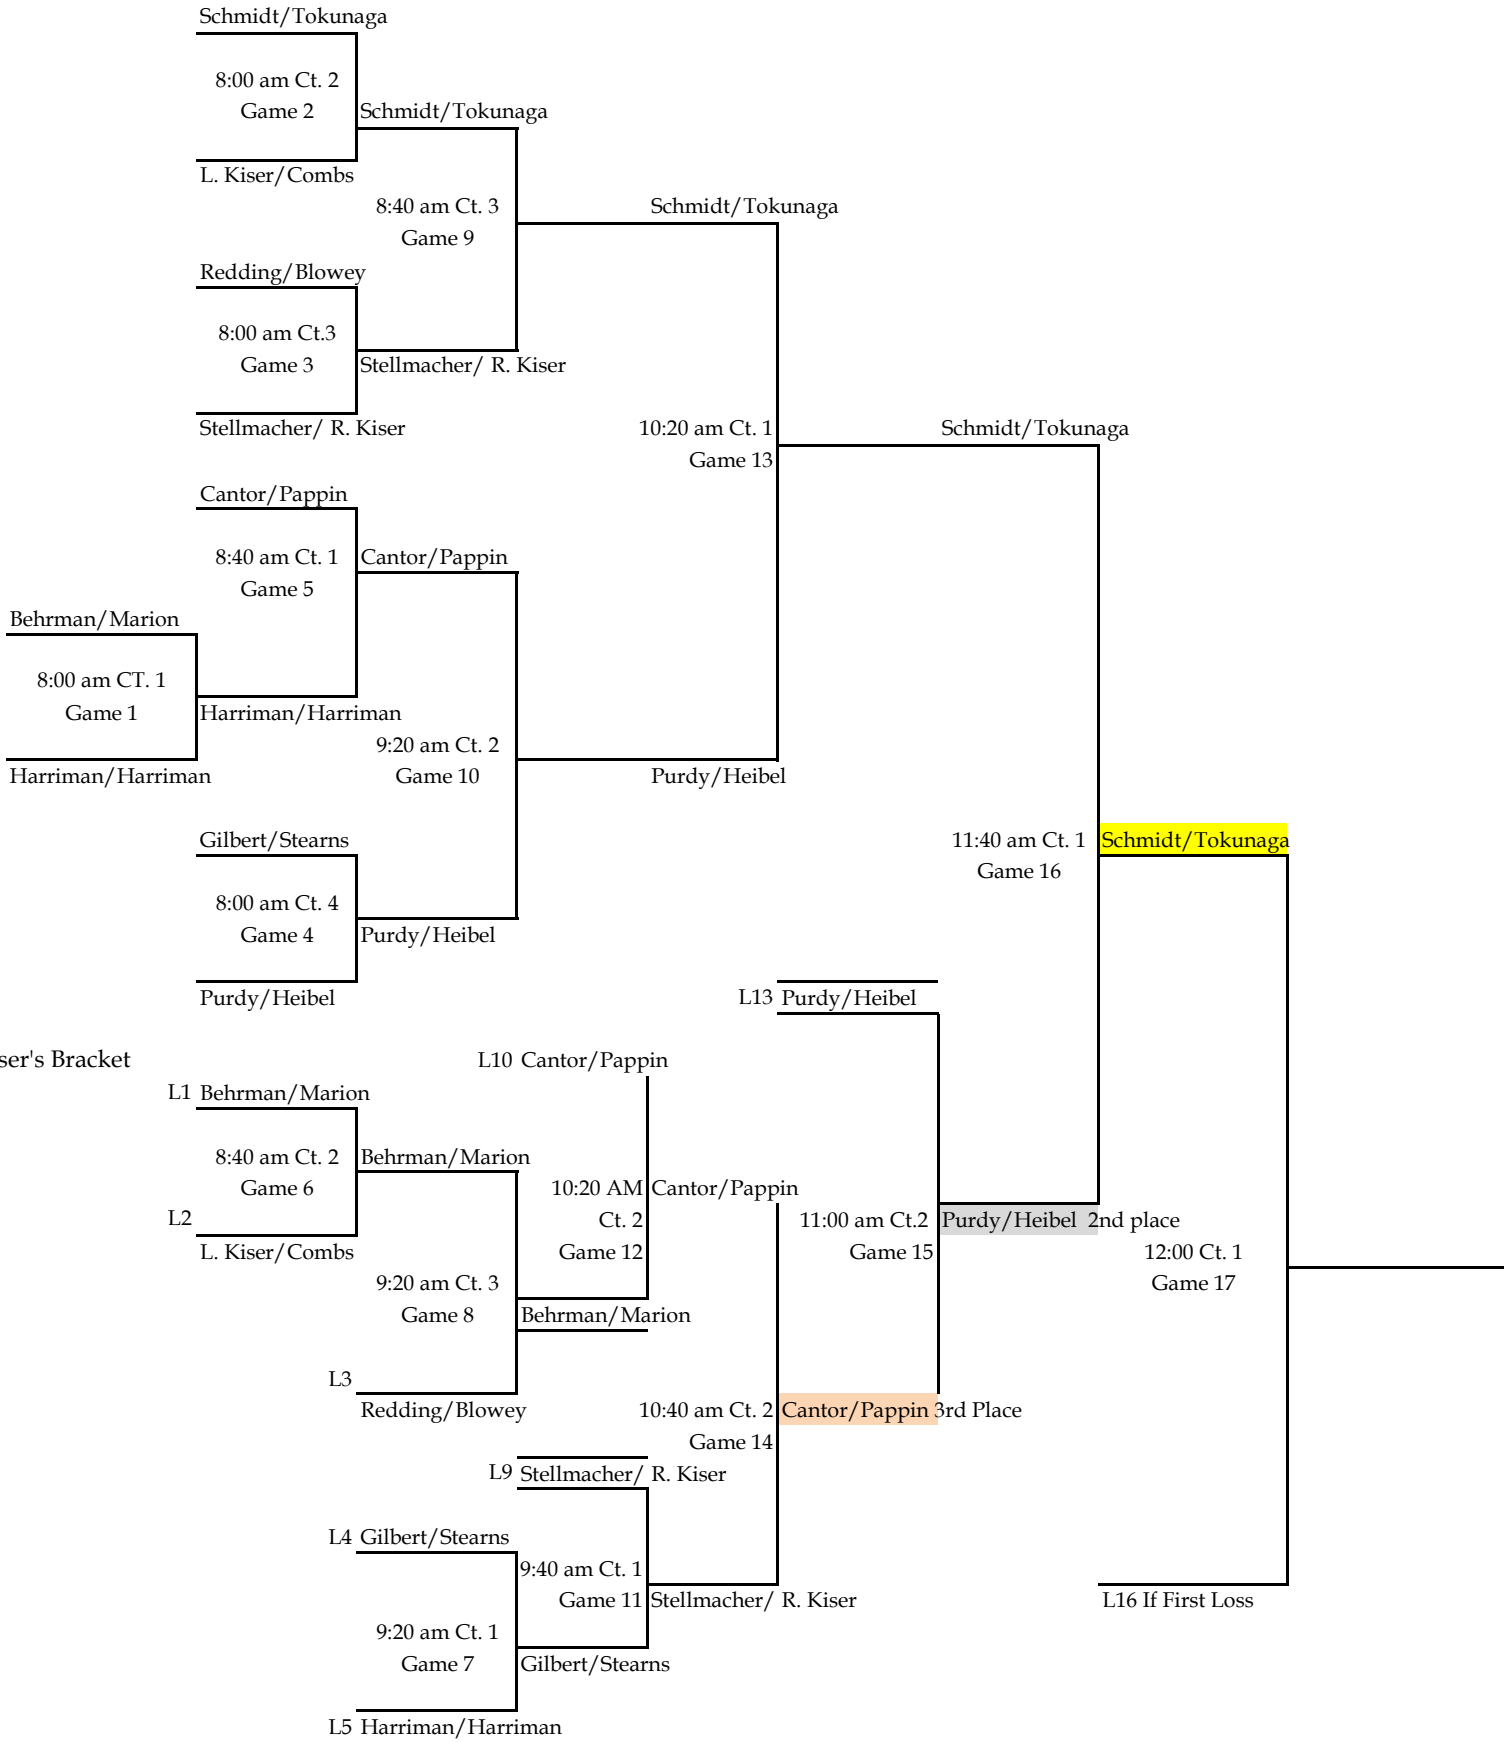 Schmidt/Tokunaga
8:00 am Ct. 2
Game 2
Schmidt/Tokunaga
L. Kiser/Combs
8:40 am Ct. 3
Game 9
Schmidt/Tokunaga
Redding/Blowey
8:00 am Ct.3
Game 3
Stellmacher/ R. Kiser
Stellmacher/ R. Kiser
10:20 am Ct. 1
Game 13
Schmidt/Tokunaga
Cantor/Pappin
8:40 am Ct. 1
Game 5
Cantor/Pappin
Behrman/Marion
8:00 am CT. 1
Game 1
Harriman/Harriman
Harriman/Harriman
9:20 am Ct. 2
Game 10
Purdy/Heibel
Gilbert/Stearns
8:00 am Ct. 4
Game 4
Purdy/Heibel
Purdy/Heibel
11:40 am Ct. 1
Game 16
Schmidt/Tokunaga
L13 Purdy/Heibel
ser's Bracket
L10 Cantor/Pappin
L1 Behrman/Marion
8:40 am Ct. 2
Game 6
Behrman/Marion
L2
L. Kiser/Combs
10:20 AM
Ct. 2
Game 12
Cantor/Pappin
11:00 am Ct.2
Game 15
Purdy/Heibel 2nd place
12:00 Ct. 1
Game 17
9:20 am Ct. 3
Game 8
Behrman/Marion
L3
Redding/Blowey
10:40 am Ct. 2
Game 14
Cantor/Pappin 3rd Place
L9 Stellmacher/ R. Kiser
L4 Gilbert/Stearns
9:40 am Ct. 1
Game 11
Stellmacher/ R. Kiser
L16 If First Loss
9:20 am Ct. 1
Game 7
Gilbert/Stearns
L5 Harriman/Harriman